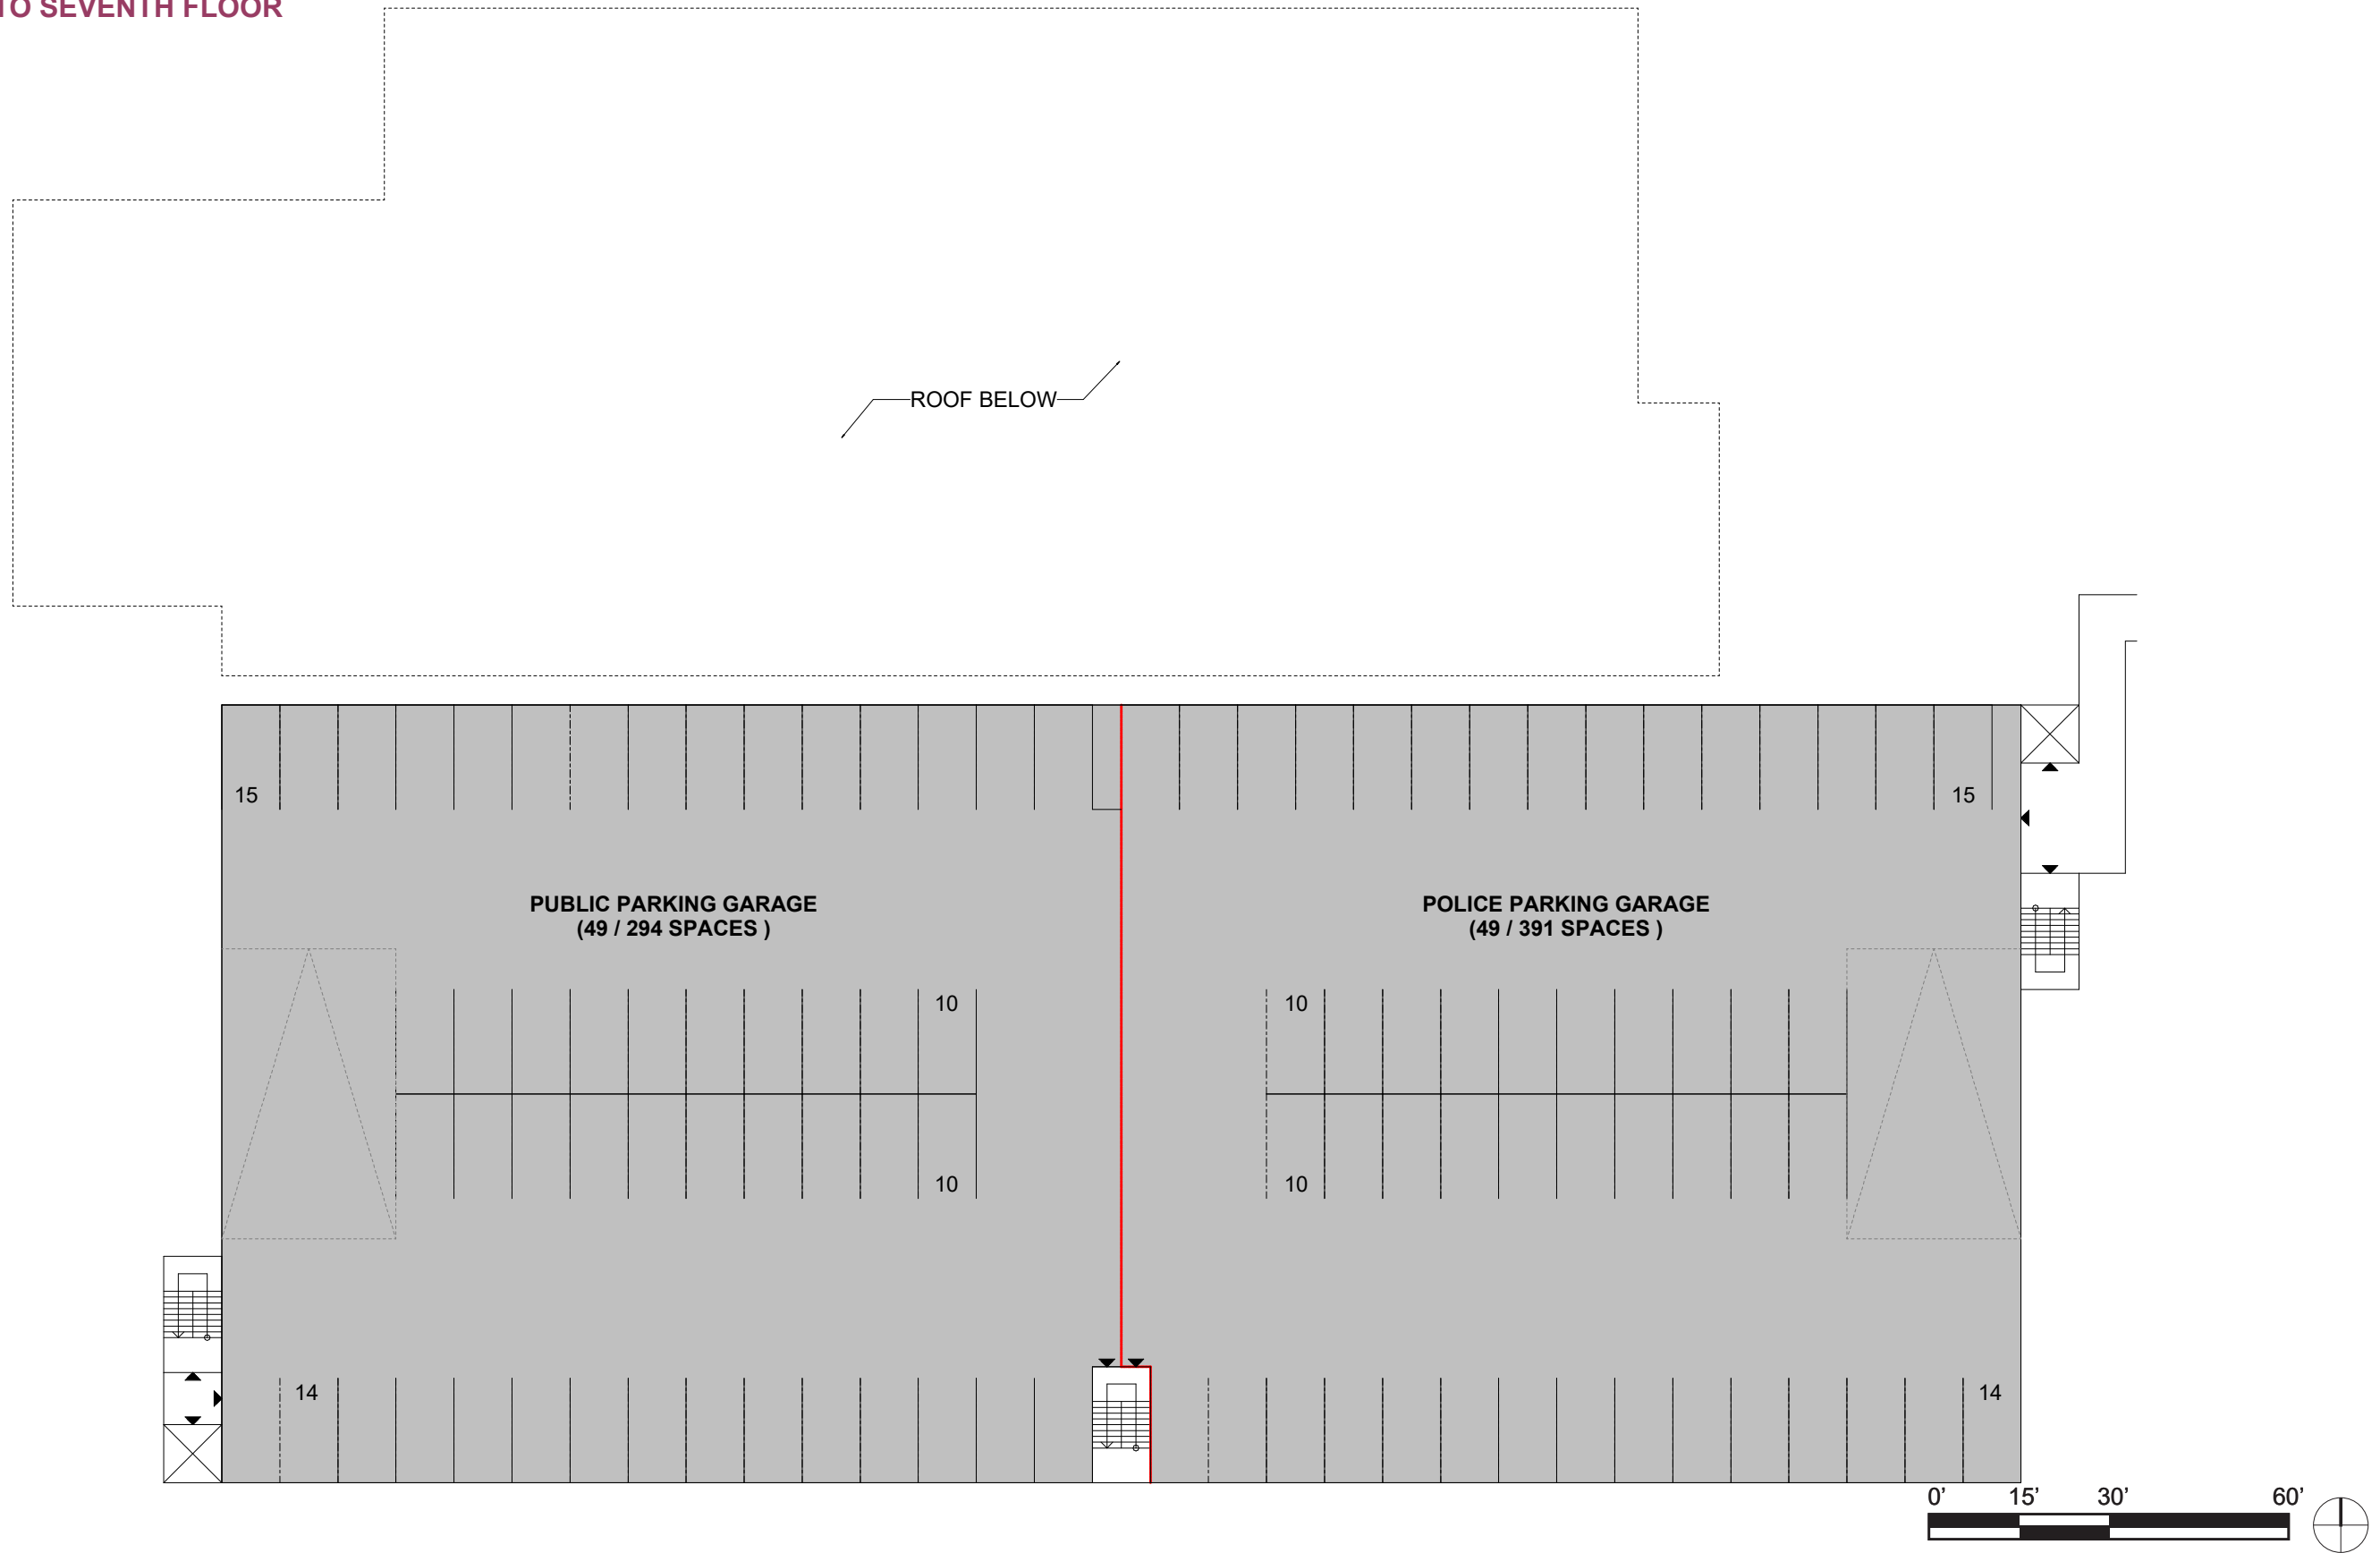 TO SEVENTH FLOOR
ROOF BELOW
15
15
PUBLIC PARKING GARAGE
(49 / 294 SPACES )
POLICE PARKING GARAGE
(49 / 391 SPACES )
10
10
10
10
14
14
0’ 15’ 30’ 60’